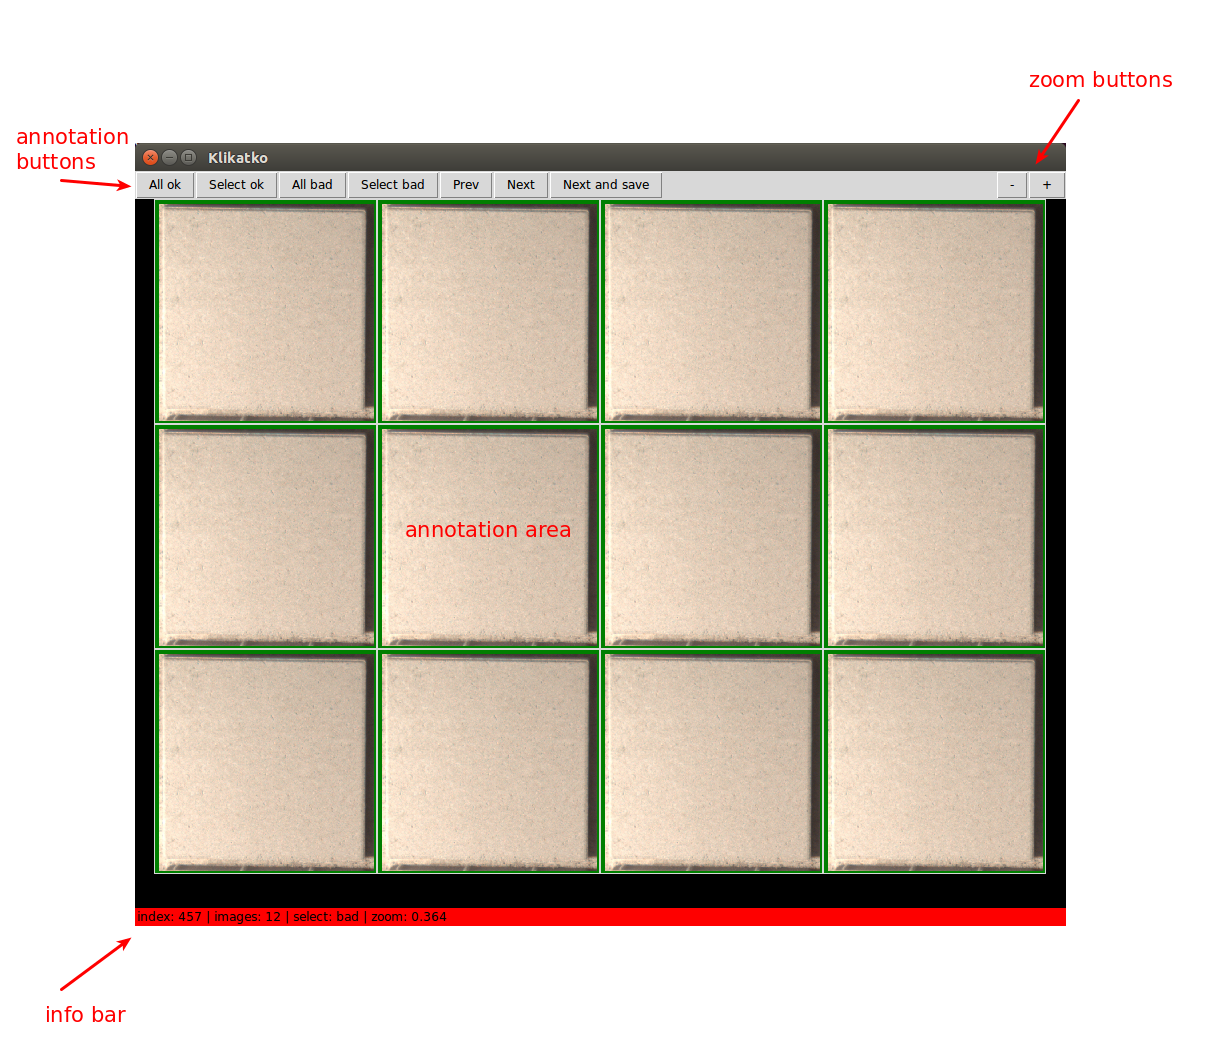 zoom buttons
annotation
buttons
Klikatko
All ok Select ok All bad Select bad Prev Next Next and save - +
annotation area
index: 457 | images: 12 | select: bad | zoom: 0.364
info bar